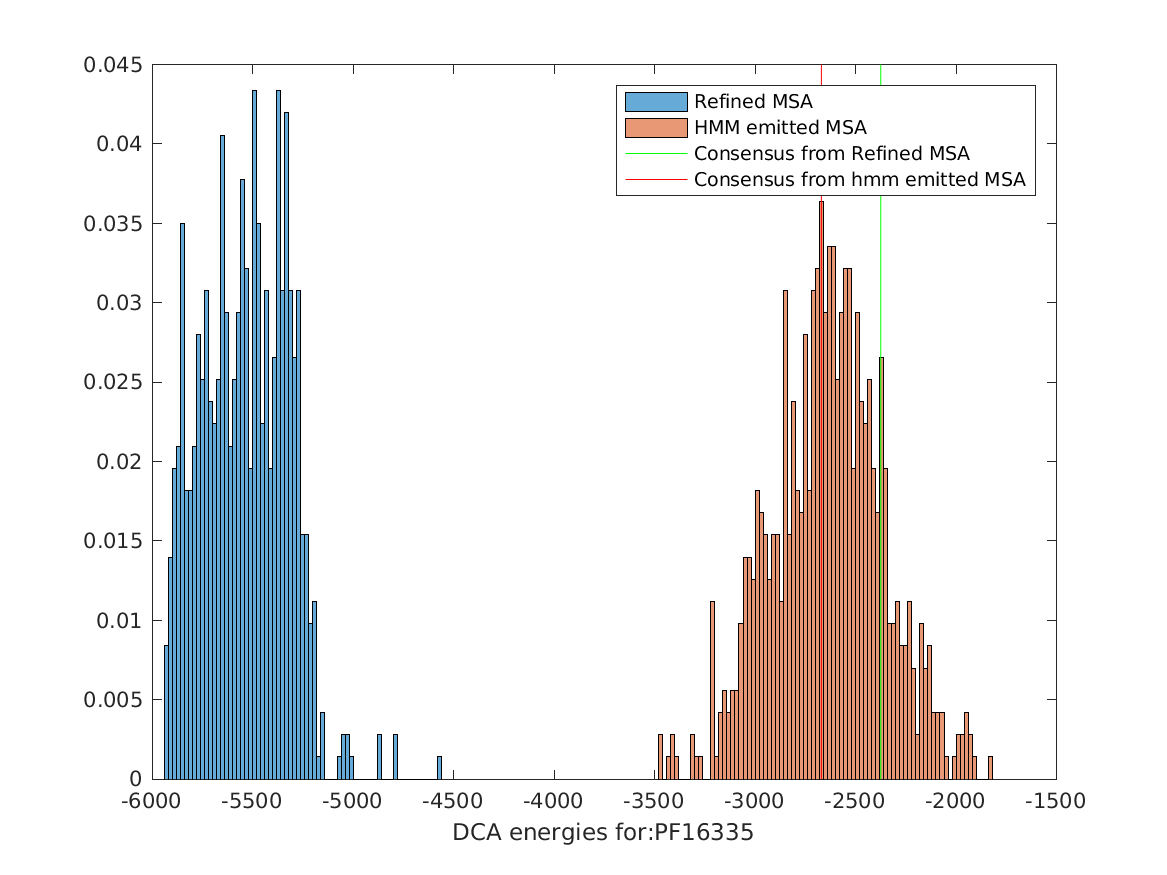 0.045
0.04
0.035
0.03
0.025
0.02
0.015
0.01
0.005
0
Refined MSA
HMM emitted MSA
Consensus from Refined MSA
Consensus from hmm emitted MSA
-6000 -5500 -5000 -4500 -4000 -3500 -3000 -2500 -2000 -1500
DCA energies for:PF16335